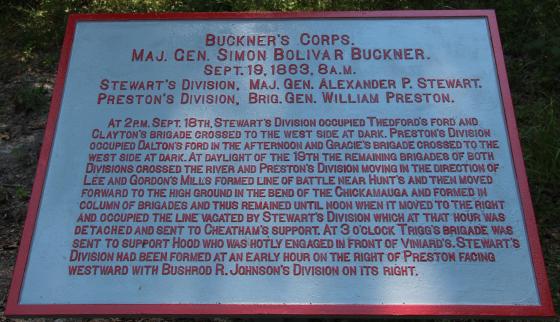 Buckner's Corps.
Maj. Gen. Simon Bolivar Buckner.
Sept. 19, 1863, 8 A.M.
Stewart's Division, Maj. Gen. Alexander P. Stewart.
Preston's Division, Brig. Gen. William Preston.
At 2 P.M. Sept. 18th, Stewart's Division occupied Thedford's Ford and
Clayton's Brigade crossed to the west side at dark. Preston's Division
occupied Dalton's Ford in the afternoon and Gracie's Brigade crossed to the
west side at dark. At daylight of the 19th the remaining brigades of both
Divisions crossed the river and Preston's Division moving in the direction of
Lee and Gordon's Mills formed line of battle near Hunt's and then moved
forward to the high ground in the bend of the Chickamauga and formed in
column of brigades and thus remained until noon when it moved to the right
and occupied the line vacated by Stewart's Division which at that hour was
detached and sent to Cheatham's support. At 3 o'clock Trigg's Brigade was
sent to support Hood who was hotly engaged in front of Viniard's. Stewart's
Division had been formed at an early hour on the right of Preston facing
westward with Bushrod R. Johnson's Division on its right.